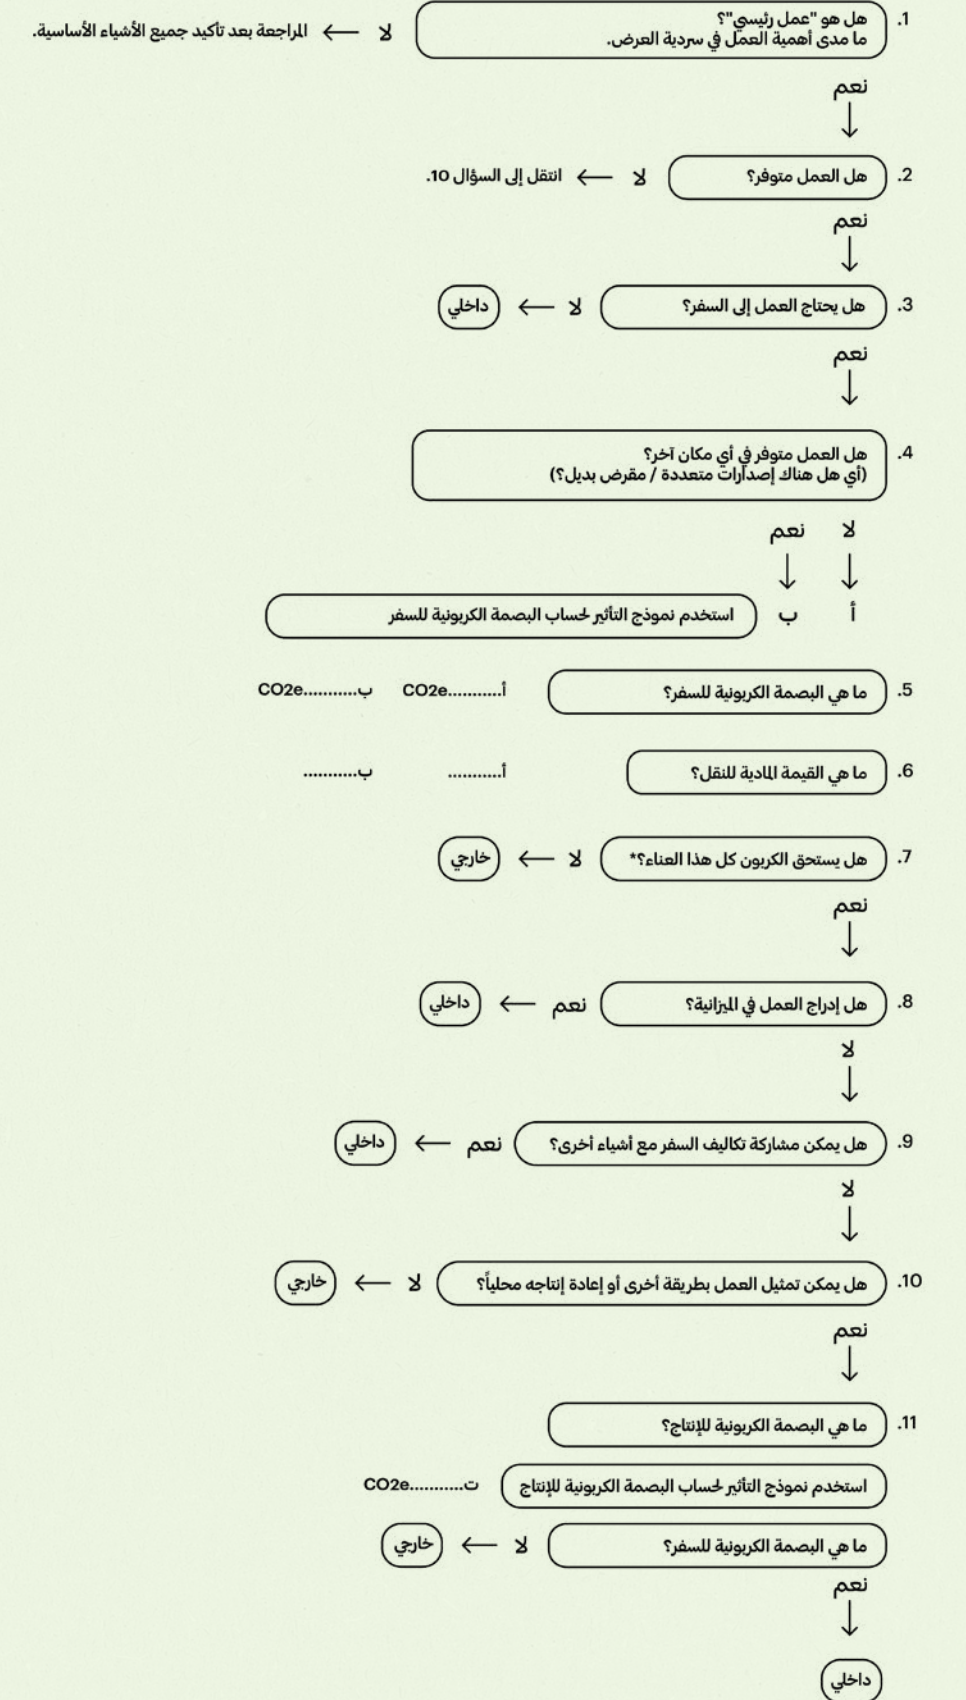 1. هل هو "عمل رئيسي"؟
ما مدى أهمية العمل في سردية العرض.
لا ← المراجعة بعد تأكيد جميع الأشياء الأساسية.
نعم
↓
2. هل العمل متوفر؟ لا ← انتقل إلى السؤال 10.
نعم
↓
3. هل يحتاج العمل إلى السفر؟ لا ← داخلي
نعم
↓
4. هل العمل متوفر في أي مكان آخر؟
(أي هل هناك إصدارات متعددة / مقرض بديل؟)
لا نعم
↓ ↓
أ ب استخدم نموذج التأثير لحساب البصمة الكربونية للسفر
5. ما هي البصمة الكربونية للسفر؟ أ...........CO2e ب...........CO2e
6. ما هي القيمة المادية للنقل؟ أ........... ب...........
7. هل يستحق الكربون كل هذا العناء؟* لا ← خارجي
نعم
↓
8. هل إدراج العمل في الميزانية؟ نعم ← داخلي
لا
↓
9. هل يمكن مشاركة تكاليف السفر مع أشياء أخرى؟ نعم ← داخلي
لا
↓
10. هل يمكن تمثيل العمل بطريقة أخرى أو إعادة إنتاجه محلياً؟ لا ← خارجي
نعم
↓
11. ما هي البصمة الكربونية للإنتاج؟
استخدم نموذج التأثير لحساب البصمة الكربونية للإنتاج ت...........CO2e
ما هي البصمة الكربونية للسفر؟ لا ← خارجي
نعم
↓
داخلي